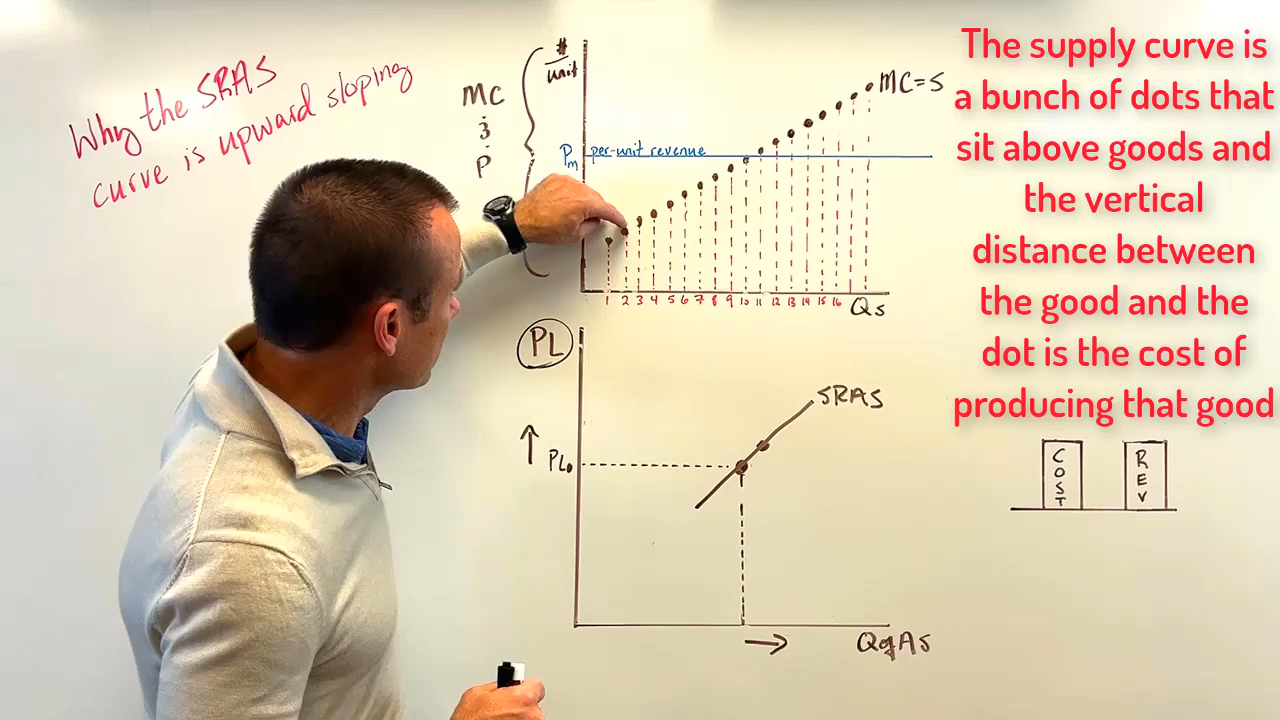 Why the SRAS
curve is upward sloping
MC
&
P
$
unit
MC=S
Pm
per-unit revenue
1 2 3 4 5 6 7 8 9 10 11 12 13 14 15 16
Qs
PL
SRAS
↑ PL₀
→
QofAS
The supply curve is
a bunch of dots that
sit above goods and
the vertical
distance between
the good and the
dot is the cost of
producing that good
COST
REV